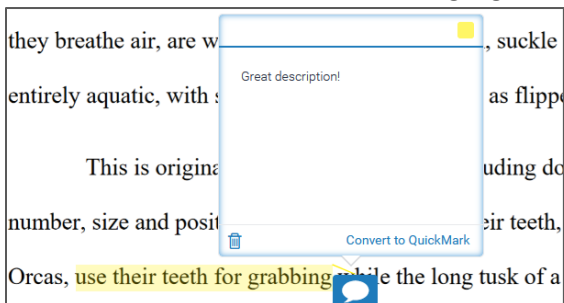 they breathe air, are w , suckle
Great description!
entirely aquatic, with as flippe
This is origina uding do
number, size and posit eir teeth,
Convert to QuickMark
Orcas, use their teeth for grabbing while the long tusk of a